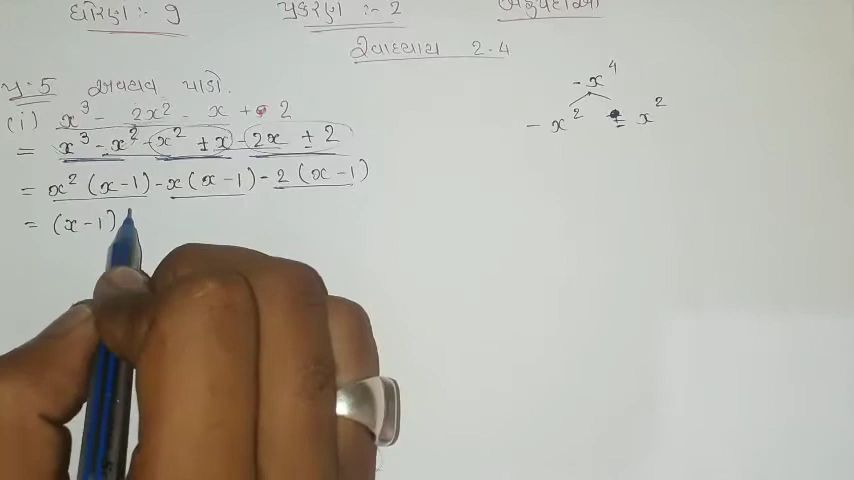 ધોરણ :- 9 પ્રકરણ :- 2
સ્વાધ્યાય 2.4
પ્ર.5 અવયવ પાડો.
(i) x³ - 2x² - x + 2
= x³ - x² - x² + x - 2x + 2
= x² (x-1) - x (x-1) - 2 (x-1)
= (x-1)
- x⁴
- x² + x²